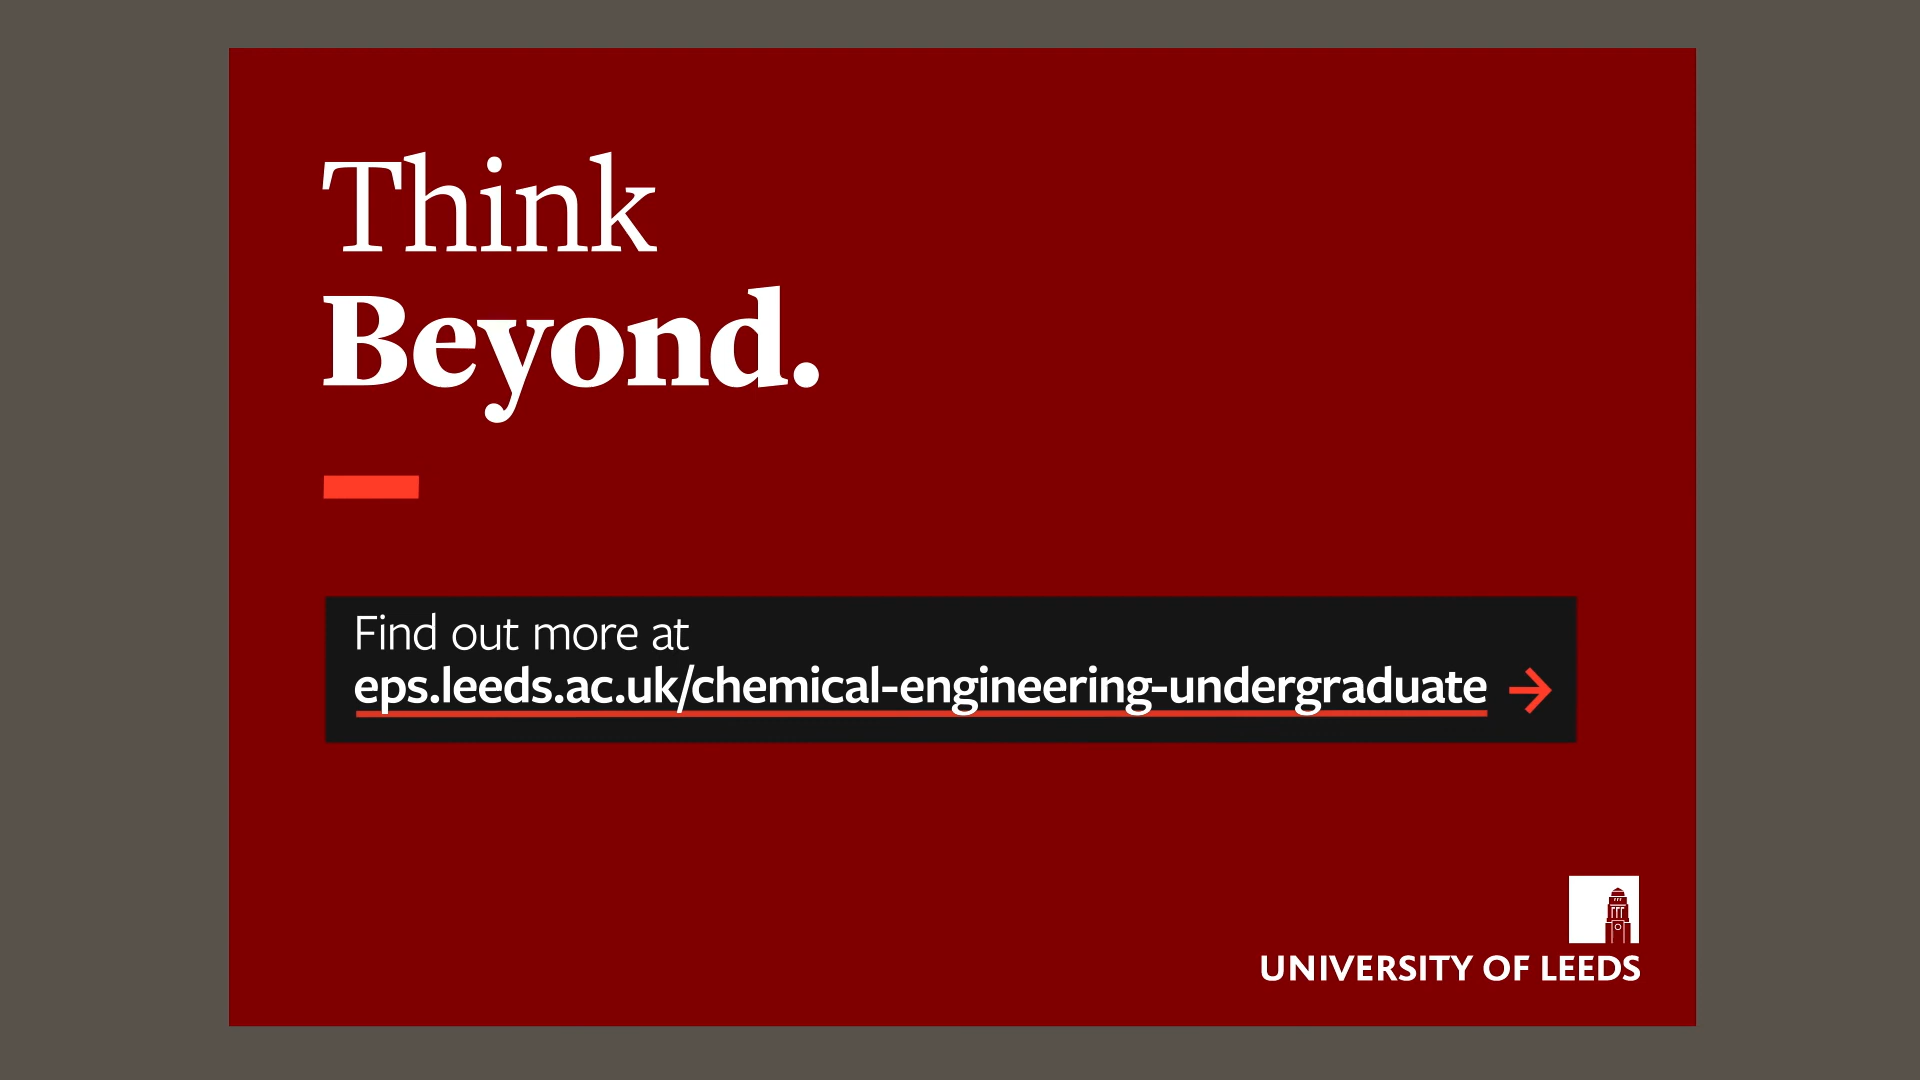 Think
Beyond.
Find out more at
eps.leeds.ac.uk/chemical-engineering-undergraduate
UNIVERSITY OF LEEDS